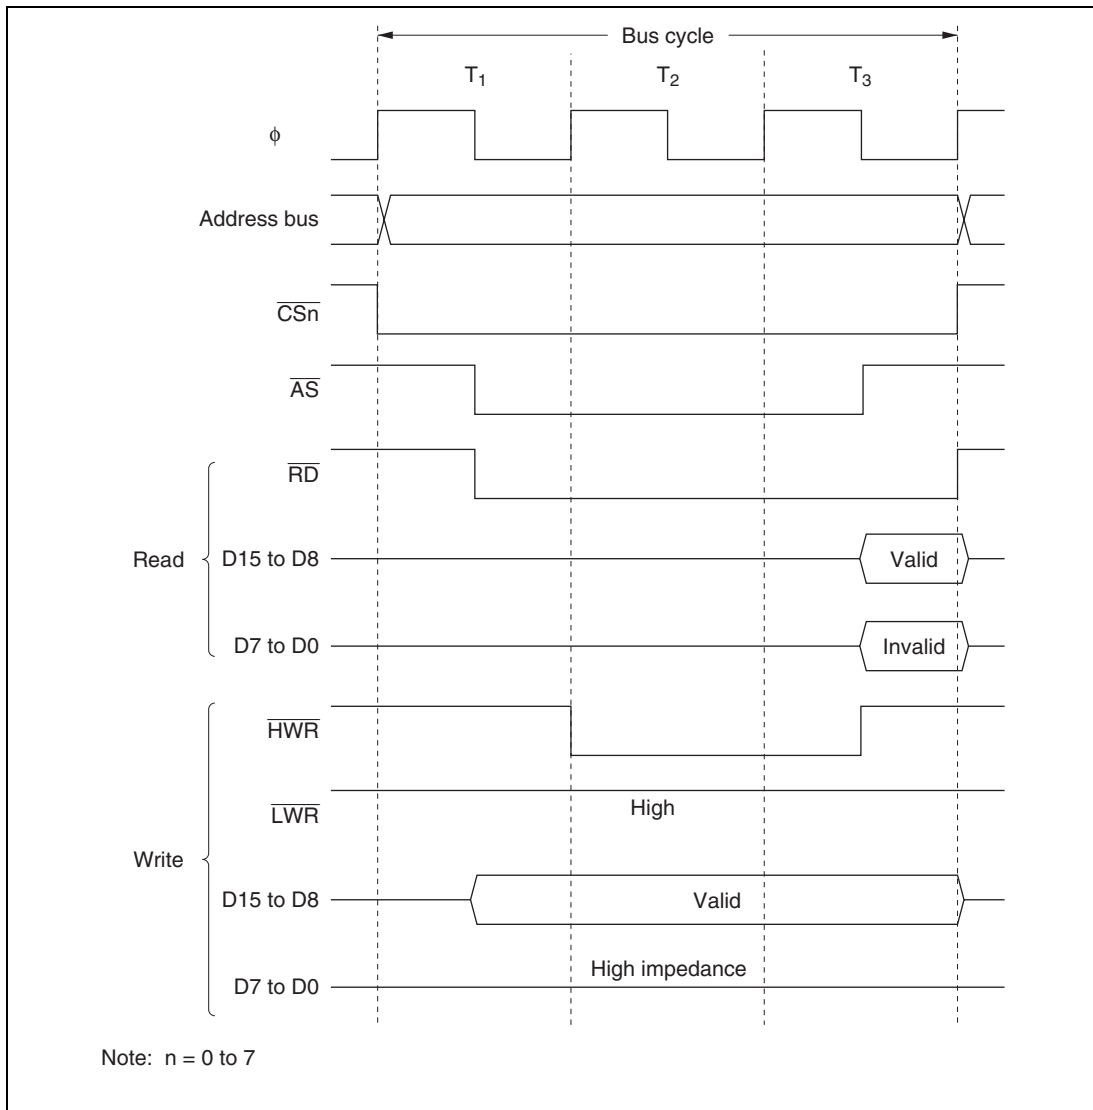 Bus cycle
T1 T2 T3
ϕ
Address bus
CSn
AS
RD
Read D15 to D8 Valid
D7 to D0 Invalid
HWR
LWR High
Write
D15 to D8 Valid
D7 to D0 High impedance
Note: n = 0 to 7